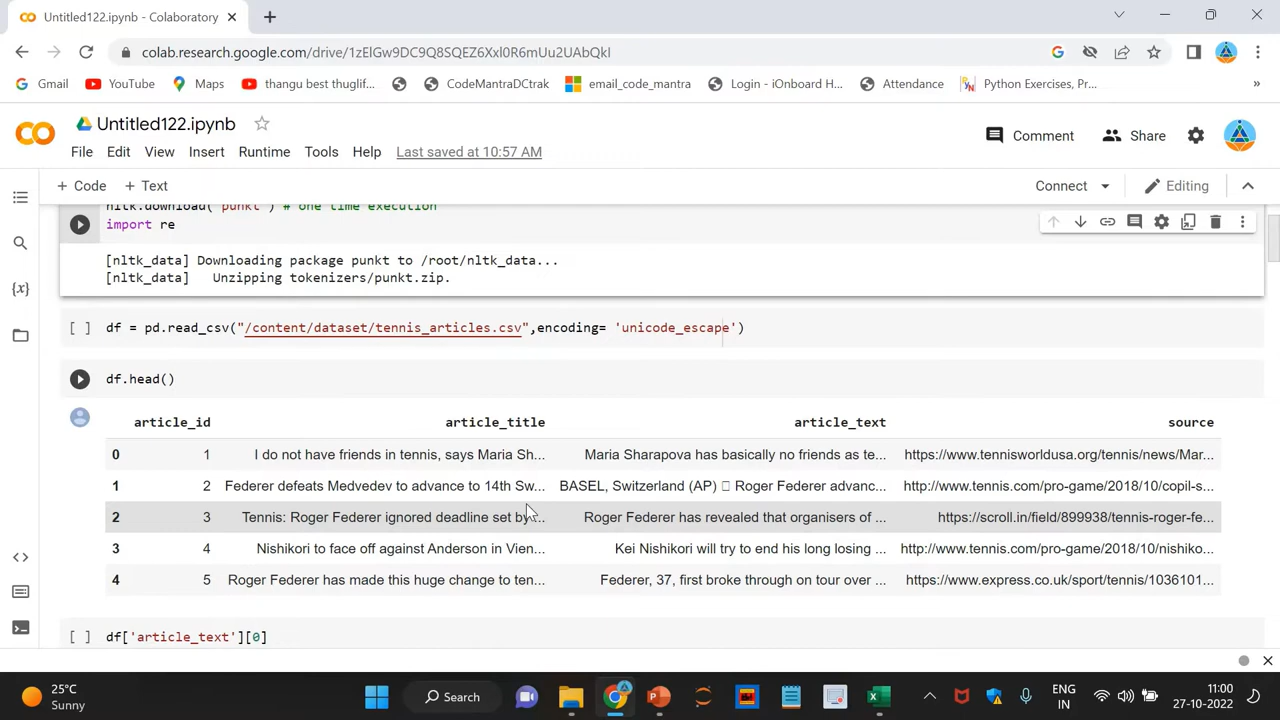 Untitled122.ipynb - Colaboratory
colab.research.google.com/drive/1zElGw9DC9Q8SQEZ6Xxl0R6mUu2UAbQkI
Gmail YouTube Maps thangu best thuglif... CodeMantraDCtrak email_code_mantra Login - iOnboard H... Attendance Python Exercises, Pr...
Untitled122.ipynb
Comment Share
File Edit View Insert Runtime Tools Help Last saved at 10:57 AM
+ Code + Text Connect Editing
nltk.download('punkt') # one time execution
import re
[nltk_data] Downloading package punkt to /root/nltk_data...
[nltk_data]   Unzipping tokenizers/punkt.zip.
[ ] df = pd.read_csv("/content/dataset/tennis_articles.csv",encoding= 'unicode_escape')
df.head()
article_id article_title article_text source
0 1 I do not have friends in tennis, says Maria Sh... Maria Sharapova has basically no friends as te... https://www.tennisworldusa.org/tennis/news/Mar...
1 2 Federer defeats Medvedev to advance to 14th Sw... BASEL, Switzerland (AP) Roger Federer advanc... https://www.tennis.com/pro-game/2018/10/copil-s...
2 3 Tennis: Roger Federer ignored deadline set by ... Roger Federer has revealed that organisers of ... https://scroll.in/field/899938/tennis-roger-fe...
3 4 Nishikori to face off against Anderson in Vien... Kei Nishikori will try to end his long losing ... http://www.tennis.com/pro-game/2018/10/nishiko...
4 5 Roger Federer has made this huge change to ten... Federer, 37, first broke through on tour over ... https://www.express.co.uk/sport/tennis/1036101...
[ ] df['article_text'][0]
25°C
Sunny
Search
ENG
IN
11:00
27-10-2022